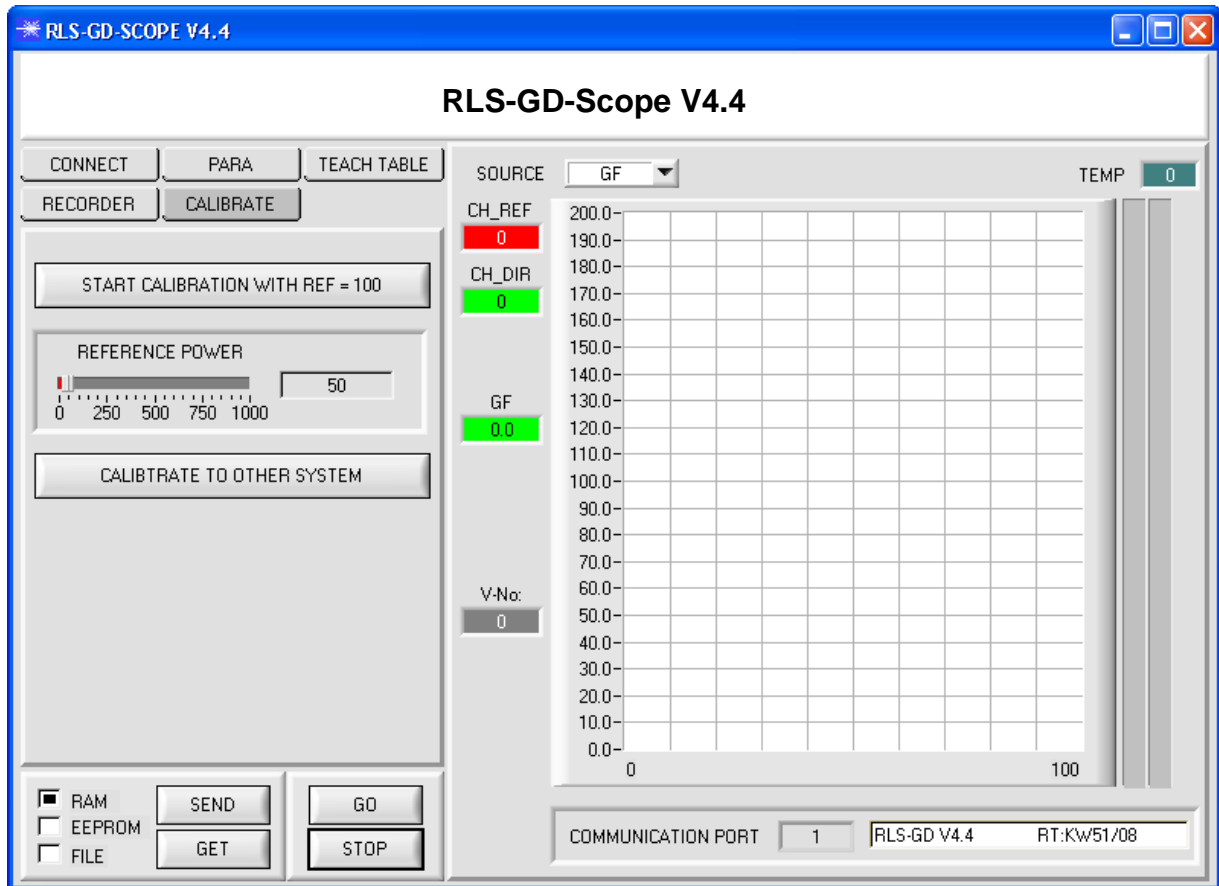 RLS-GD-SCOPE V4.4
RLS-GD-Scope V4.4
CONNECT PARA TEACH TABLE
RECORDER CALIBRATE
START CALIBRATION WITH REF = 100
REFERENCE POWER
50
0 250 500 750 1000
CALIBTRATE TO OTHER SYSTEM
RAM
EEPROM
FILE
SEND
GET
GO
STOP
SOURCE GF
TEMP 0
CH_REF
0
CH_DIR
0
GF
0.0
V-No:
0
200.0
190.0
180.0
170.0
160.0
150.0
140.0
130.0
120.0
110.0
100.0
90.0
80.0
70.0
60.0
50.0
40.0
30.0
20.0
10.0
0.0
0 100
COMMUNICATION PORT 1 RLS-GD V4.4 RT:KW51/08